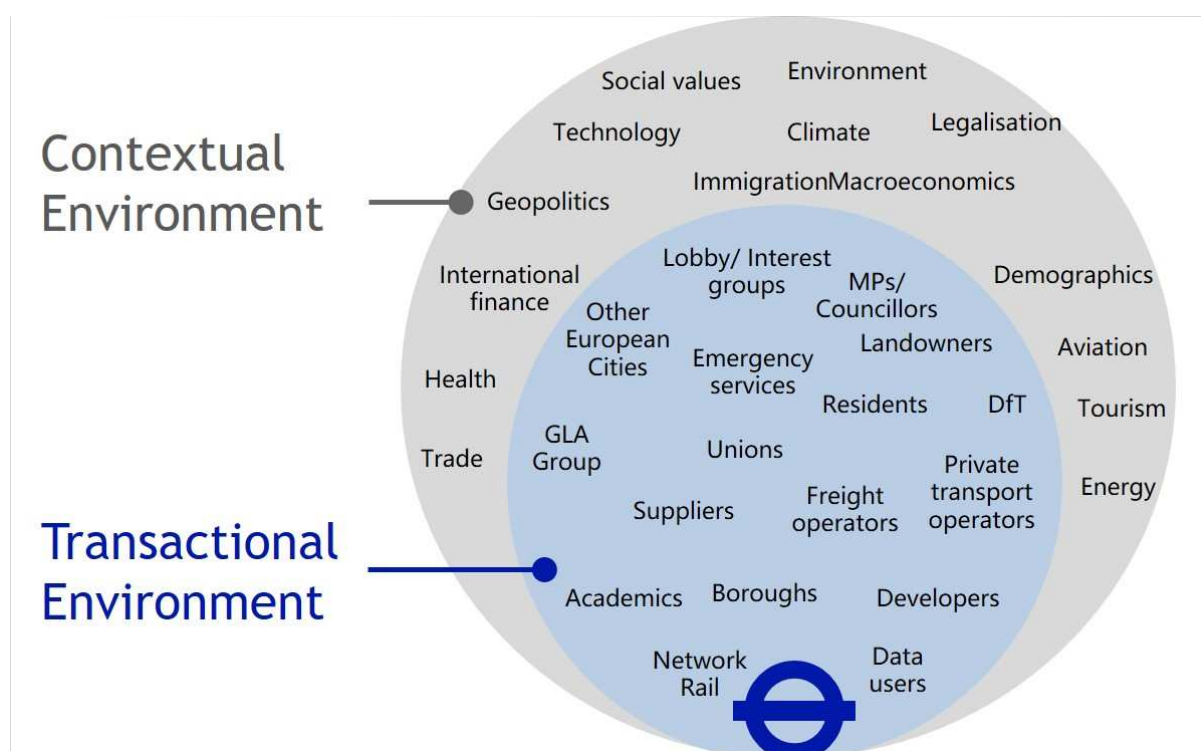 Contextual
Environment
Transactional
Environment
Social values
Environment
Technology
Climate
Legalisation
Geopolitics
Immigration
Macroeconomics
International
finance
Demographics
Health
Aviation
Tourism
Trade
Energy
Lobby/ Interest
groups
MPs/
Councillors
Other
European
Cities
Landowners
Emergency
services
Residents
DfT
GLA
Group
Unions
Private
transport
operators
Suppliers
Freight
operators
Academics
Boroughs
Developers
Network
Rail
Data
users